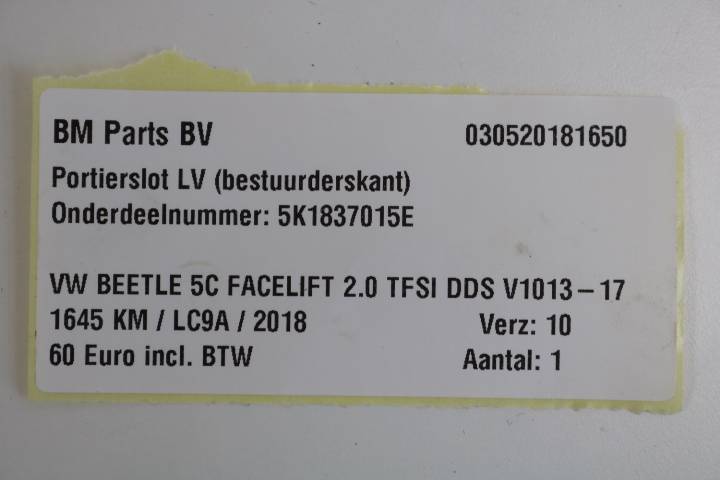 BM Parts BV 030520181650
Portierslot LV (bestuurderskant)
Onderdeelnummer: 5K1837015E
VW BEETLE 5C FACELIFT 2.0 TFSI DDS V1013-17
1645 KM / LC9A / 2018 Verz: 10
60 Euro incl. BTW Aantal: 1